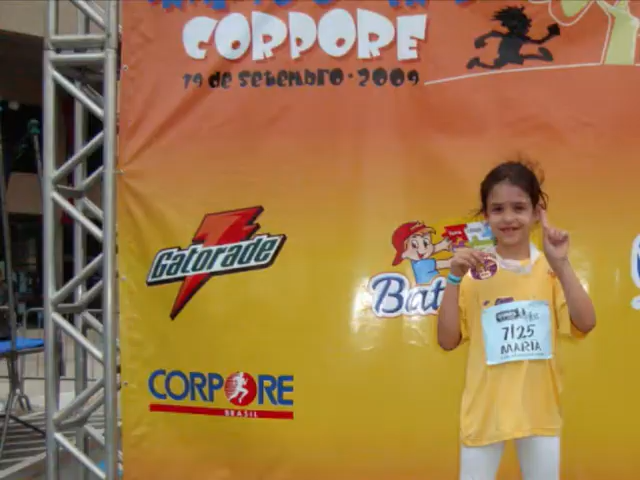 CORPORE
19 de setembro · 2009
Gatorade
Bat
CORPORE
BRASIL
7125
MARIA